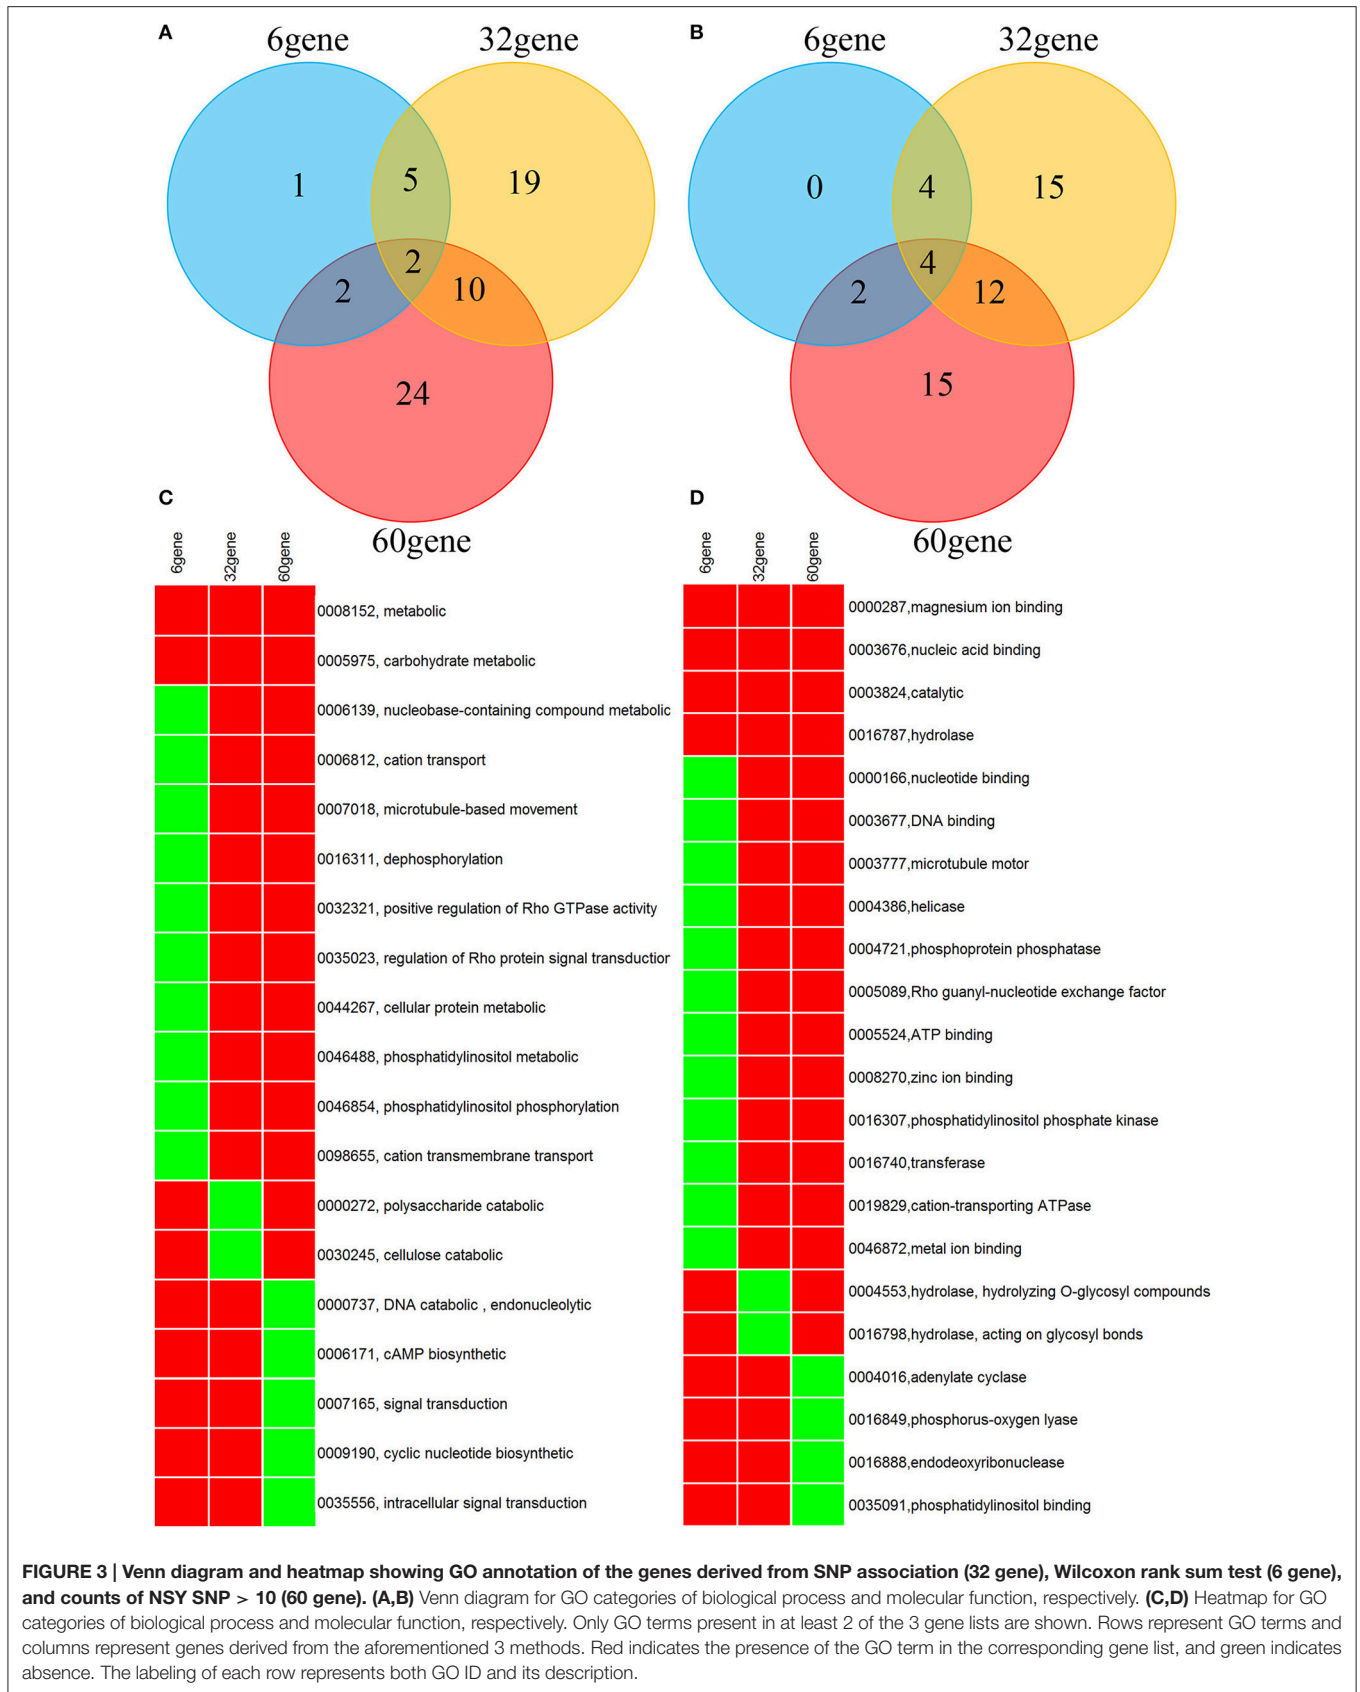 A
6gene
32gene
1
5
19
2
2
10
24
60gene
B
6gene
32gene
0
4
15
4
2
12
15
60gene
C
6gene
32gene
60gene
0008152, metabolic
0005975, carbohydrate metabolic
0006139, nucleobase-containing compound metabolic
0006812, cation transport
0007018, microtubule-based movement
0016311, dephosphorylation
0032321, positive regulation of Rho GTPase activity
0035023, regulation of Rho protein signal transduction
0044267, cellular protein metabolic
0046488, phosphatidylinositol metabolic
0046854, phosphatidylinositol phosphorylation
0098655, cation transmembrane transport
0000272, polysaccharide catabolic
0030245, cellulose catabolic
0000737, DNA catabolic , endonucleolytic
0006171, cAMP biosynthetic
0007165, signal transduction
0009190, cyclic nucleotide biosynthetic
0035556, intracellular signal transduction
D
6gene
32gene
60gene
0000287,magnesium ion binding
0003676,nucleic acid binding
0003824,catalytic
0016787,hydrolase
0000166,nucleotide binding
0003677,DNA binding
0003777,microtubule motor
0004386,helicase
0004721,phosphoprotein phosphatase
0005089,Rho guanyl-nucleotide exchange factor
0005524,ATP binding
0008270,zinc ion binding
0016307,phosphatidylinositol phosphate kinase
0016740,transferase
0019829,cation-transporting ATPase
0046872,metal ion binding
0004553,hydrolase, hydrolyzing O-glycosyl compounds
0016798,hydrolase, acting on glycosyl bonds
0004016,adenylate cyclase
0016849,phosphorus-oxygen lyase
0016888,endodeoxyribonuclease
0035091,phosphatidylinositol binding
FIGURE 3 | Venn diagram and heatmap showing GO annotation of the genes derived from SNP association (32 gene), Wilcoxon rank sum test (6 gene),
and counts of NSY SNP > 10 (60 gene). (A,B) Venn diagram for GO categories of biological process and molecular function, respectively. (C,D) Heatmap for GO
categories of biological process and molecular function, respectively. Only GO terms present in at least 2 of the 3 gene lists are shown. Rows represent GO terms and
columns represent genes derived from the aforementioned 3 methods. Red indicates the presence of the GO term in the corresponding gene list, and green indicates
absence. The labeling of each row represents both GO ID and its description.